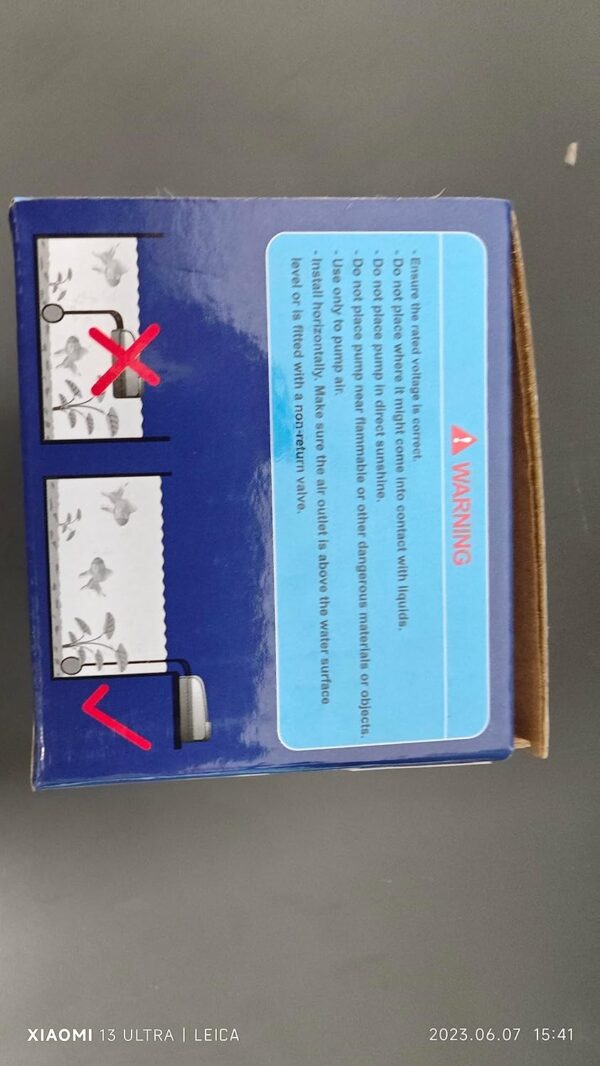 WARNING
- Ensure the rated voltage is correct.
- Do not place where it might come into contact with liquids.
- Do not place pump in direct sunshine.
- Do not place pump near flammable or other dangerous materials or objects.
- Use only to pump air.
- Install horizontally. Make sure the air outlet is above the water surface
level or is fitted with a non-return valve.
XIAOMI 13 ULTRA | LEICA
2023.06.07 15:41